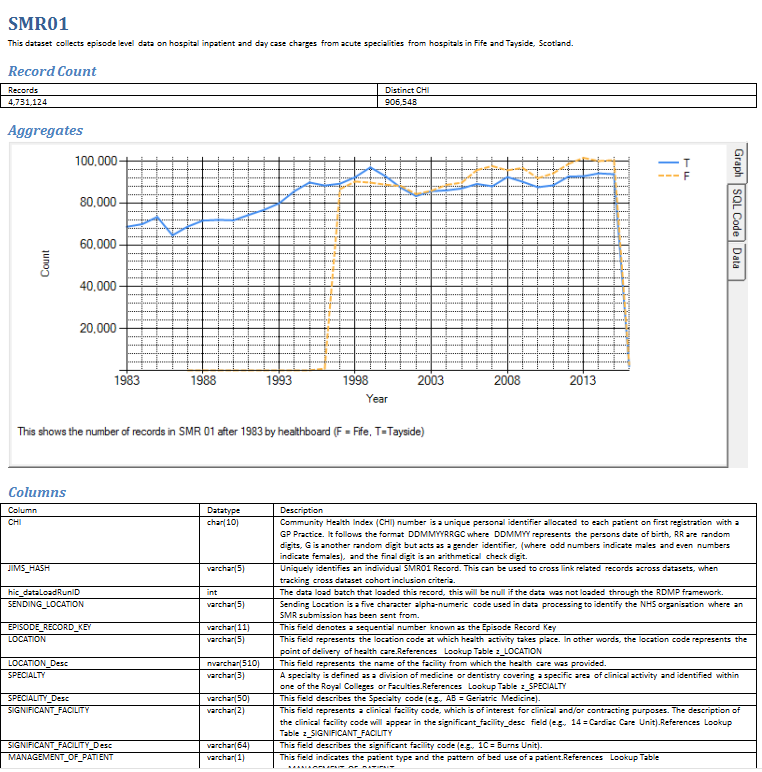 SMR01
This dataset collects episode level data on hospital inpatient and day case charges from acute specialities from hospitals in Fife and Tayside, Scotland.
Record Count
Records Distinct CHI
4,731,124 906,548
Aggregates
100,000
80,000
60,000
40,000
20,000
Count
1983 1988 1993 1998 2003 2008 2013
Year
T
F
Graph
SQL Code
Data
This shows the number of records in SMR 01 after 1983 by healthboard (F = Fife, T=Tayside)
Columns
Column Datatype Description
CHI char(10) Community Health Index (CHI) number is a unique personal identifier allocated to each patient on first registration with a
GP Practice. It follows the format DDMMYYRRGC where DDMMYY represents the persons date of birth, RR are random
digits, G is another random digit but acts as a gender identifier, (where odd numbers indicate males and even numbers
indicate females), and the final digit is an arithmetical check digit.
JIMS_HASH varchar(5) Uniquely identifies an individual SMR01 Record. This can be used to cross link related records across datasets, when
tracking cross dataset cohort inclusion criteria.
hic_dataLoadRunID int The data load batch that loaded this record, this will be null if the data was not loaded through the RDMP framework.
SENDING_LOCATION varchar(5) Sending Location is a five character alpha-numeric code used in data processing to identify the NHS organisation where an
SMR submission has been sent from.
EPISODE_RECORD_KEY varchar(11) This field denotes a sequential number known as the Episode Record Key
LOCATION varchar(5) This field represents the location code at which health activity takes place. In other words, the location code represents the
point of delivery of health care.References Lookup Table z_LOCATION
LOCATION_Desc nvarchar(510) This field represents the name of the facility from which the health care was provided.
SPECIALTY varchar(3) A specialty is defined as a division of medicine or dentistry covering a specific area of clinical activity and identified within
one of the Royal Colleges or Faculties.References Lookup Table z_SPECIALTY
SPECIALITY_Desc varchar(50) This field describes the Specialty code (e.g., AB = Geriatric Medicine).
SIGNIFICANT_FACILITY varchar(2) This field represents a clinical facility code, which is of interest for clinical and/or contracting purposes. The description of
the clinical facility code will appear in the significant_facility_desc field (e.g., 14 = Cardiac Care Unit).References Lookup
Table z_SIGNIFICANT_FACILITY
SIGNIFICANT_FACILITY_Desc varchar(64) This field describes the significant facility code (e.g., 1C = Burns Unit).
MANAGEMENT_OF_PATIENT varchar(1) This field indicates the patient type and the pattern of bed use of a patient.References Lookup Table